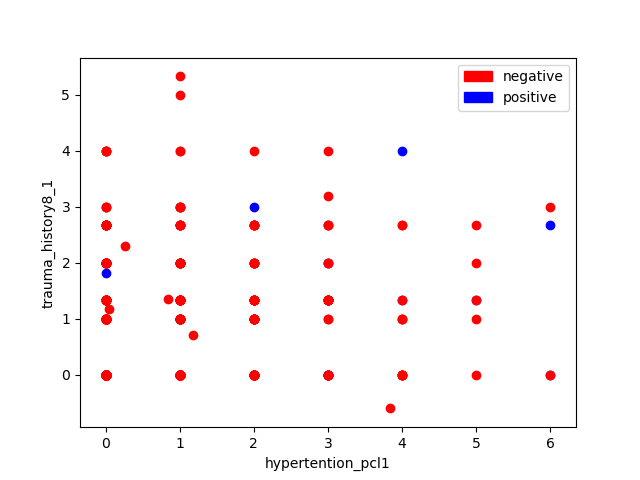 negative
positive
5
4
3
2
1
0
trauma_history8_1
0 1 2 3 4 5 6
hypertention_pcl1